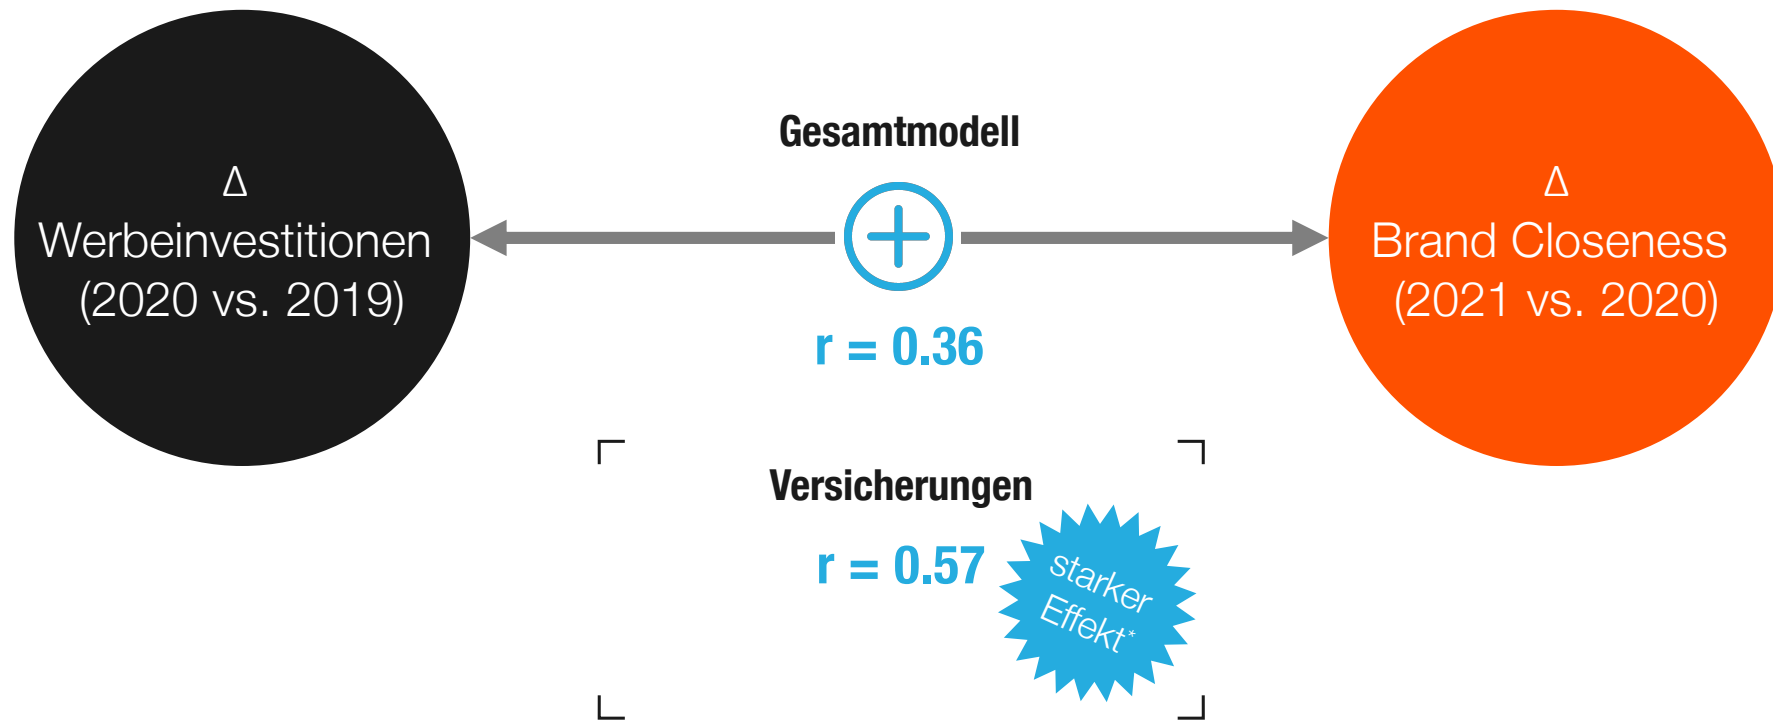 Δ
Werbeinvestitionen
(2020 vs. 2019)
Gesamtmodell
r = 0.36
Δ
Brand Closeness
(2021 vs. 2020)
Versicherungen
r = 0.57
starker
Effekt*